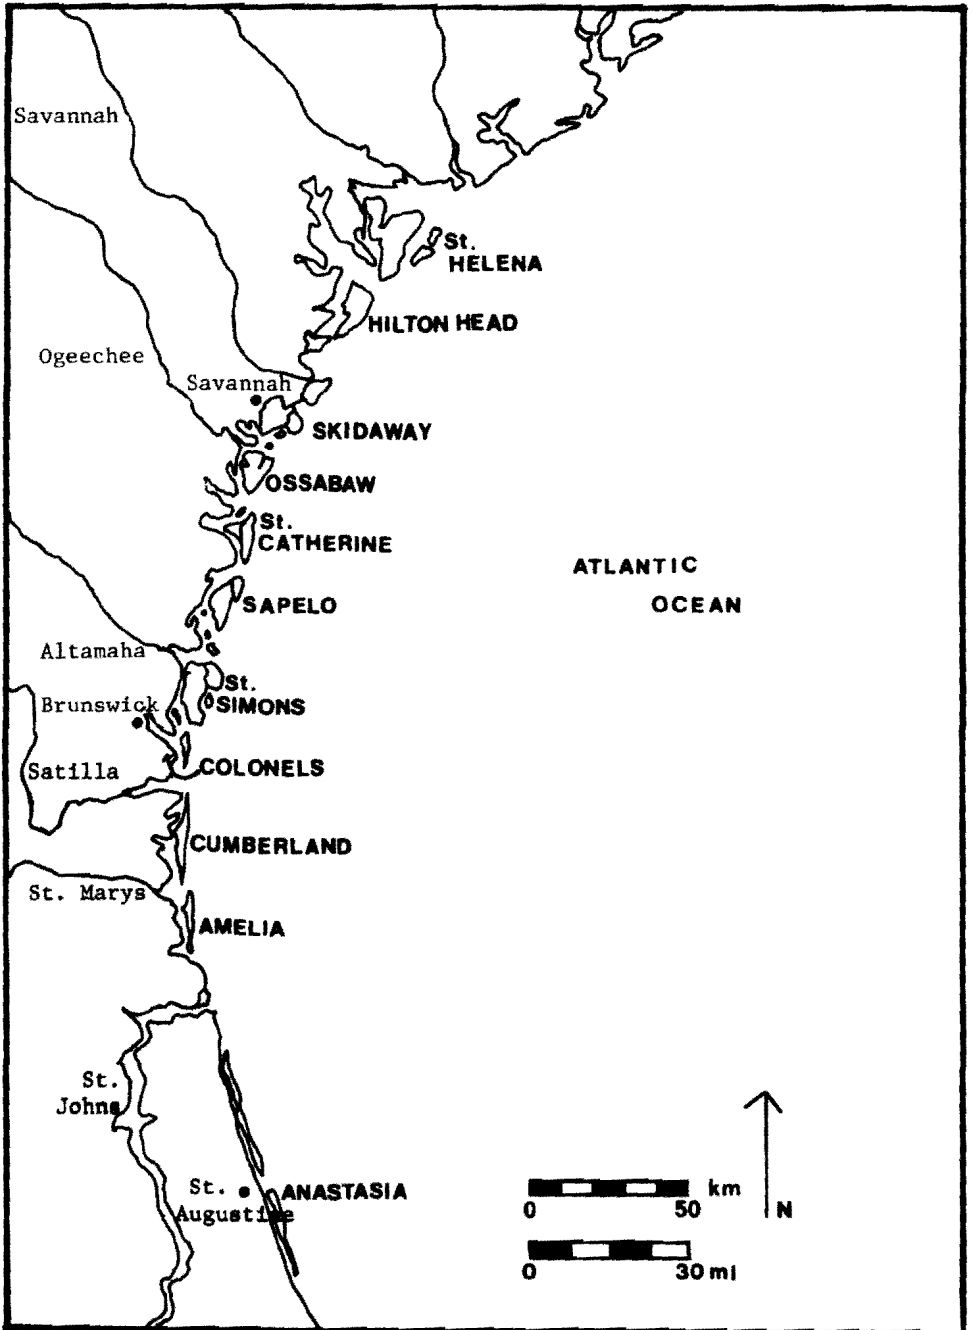 Savannah
St.
HELENA
HILTON HEAD
Ogeechee
Savannah
SKIDAWAY
OSSABAW
St.
CATHERINE
ATLANTIC
OCEAN
SAPELO
Altamaha
St.
SIMONS
Brunswick
COLONELS
Satilla
CUMBERLAND
St. Marys
AMELIA
St.
Johns
St.
Augustine
ANASTASIA
km
0 50
N
0 30 mi